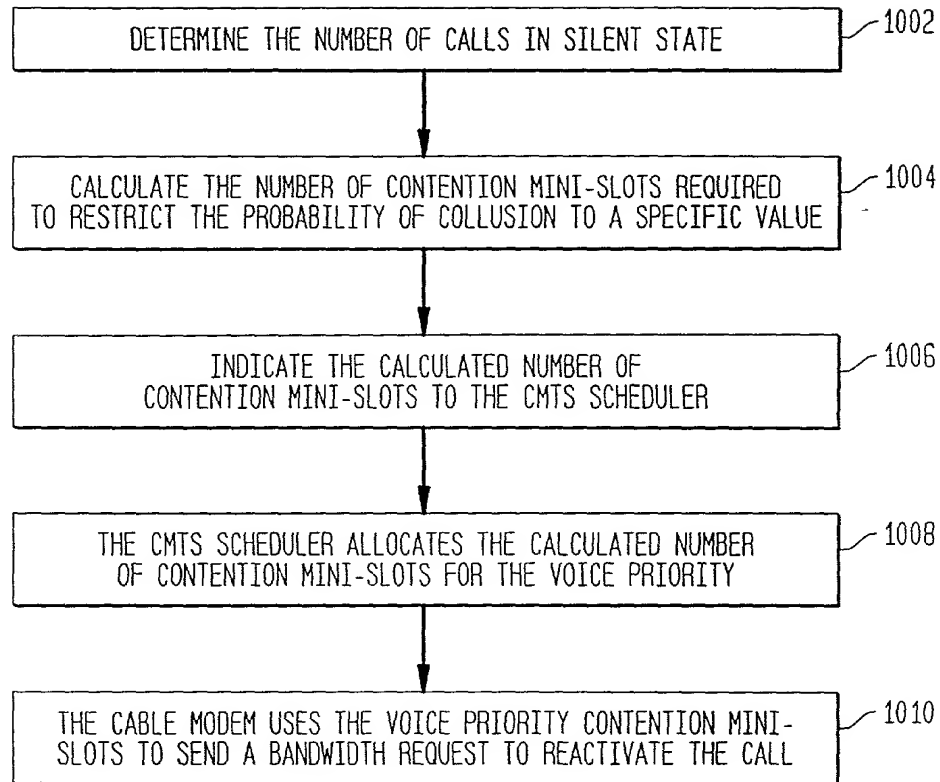 DETERMINE THE NUMBER OF CALLS IN SILENT STATE
1002
CALCULATE THE NUMBER OF CONTENTION MINI-SLOTS REQUIRED
TO RESTRICT THE PROBABILITY OF COLLUSION TO A SPECIFIC VALUE
1004
INDICATE THE CALCULATED NUMBER OF
CONTENTION MINI-SLOTS TO THE CMTS SCHEDULER
1006
THE CMTS SCHEDULER ALLOCATES THE CALCULATED NUMBER
OF CONTENTION MINI-SLOTS FOR THE VOICE PRIORITY
1008
THE CABLE MODEM USES THE VOICE PRIORITY CONTENTION MINI-
SLOTS TO SEND A BANDWIDTH REQUEST TO REACTIVATE THE CALL
1010